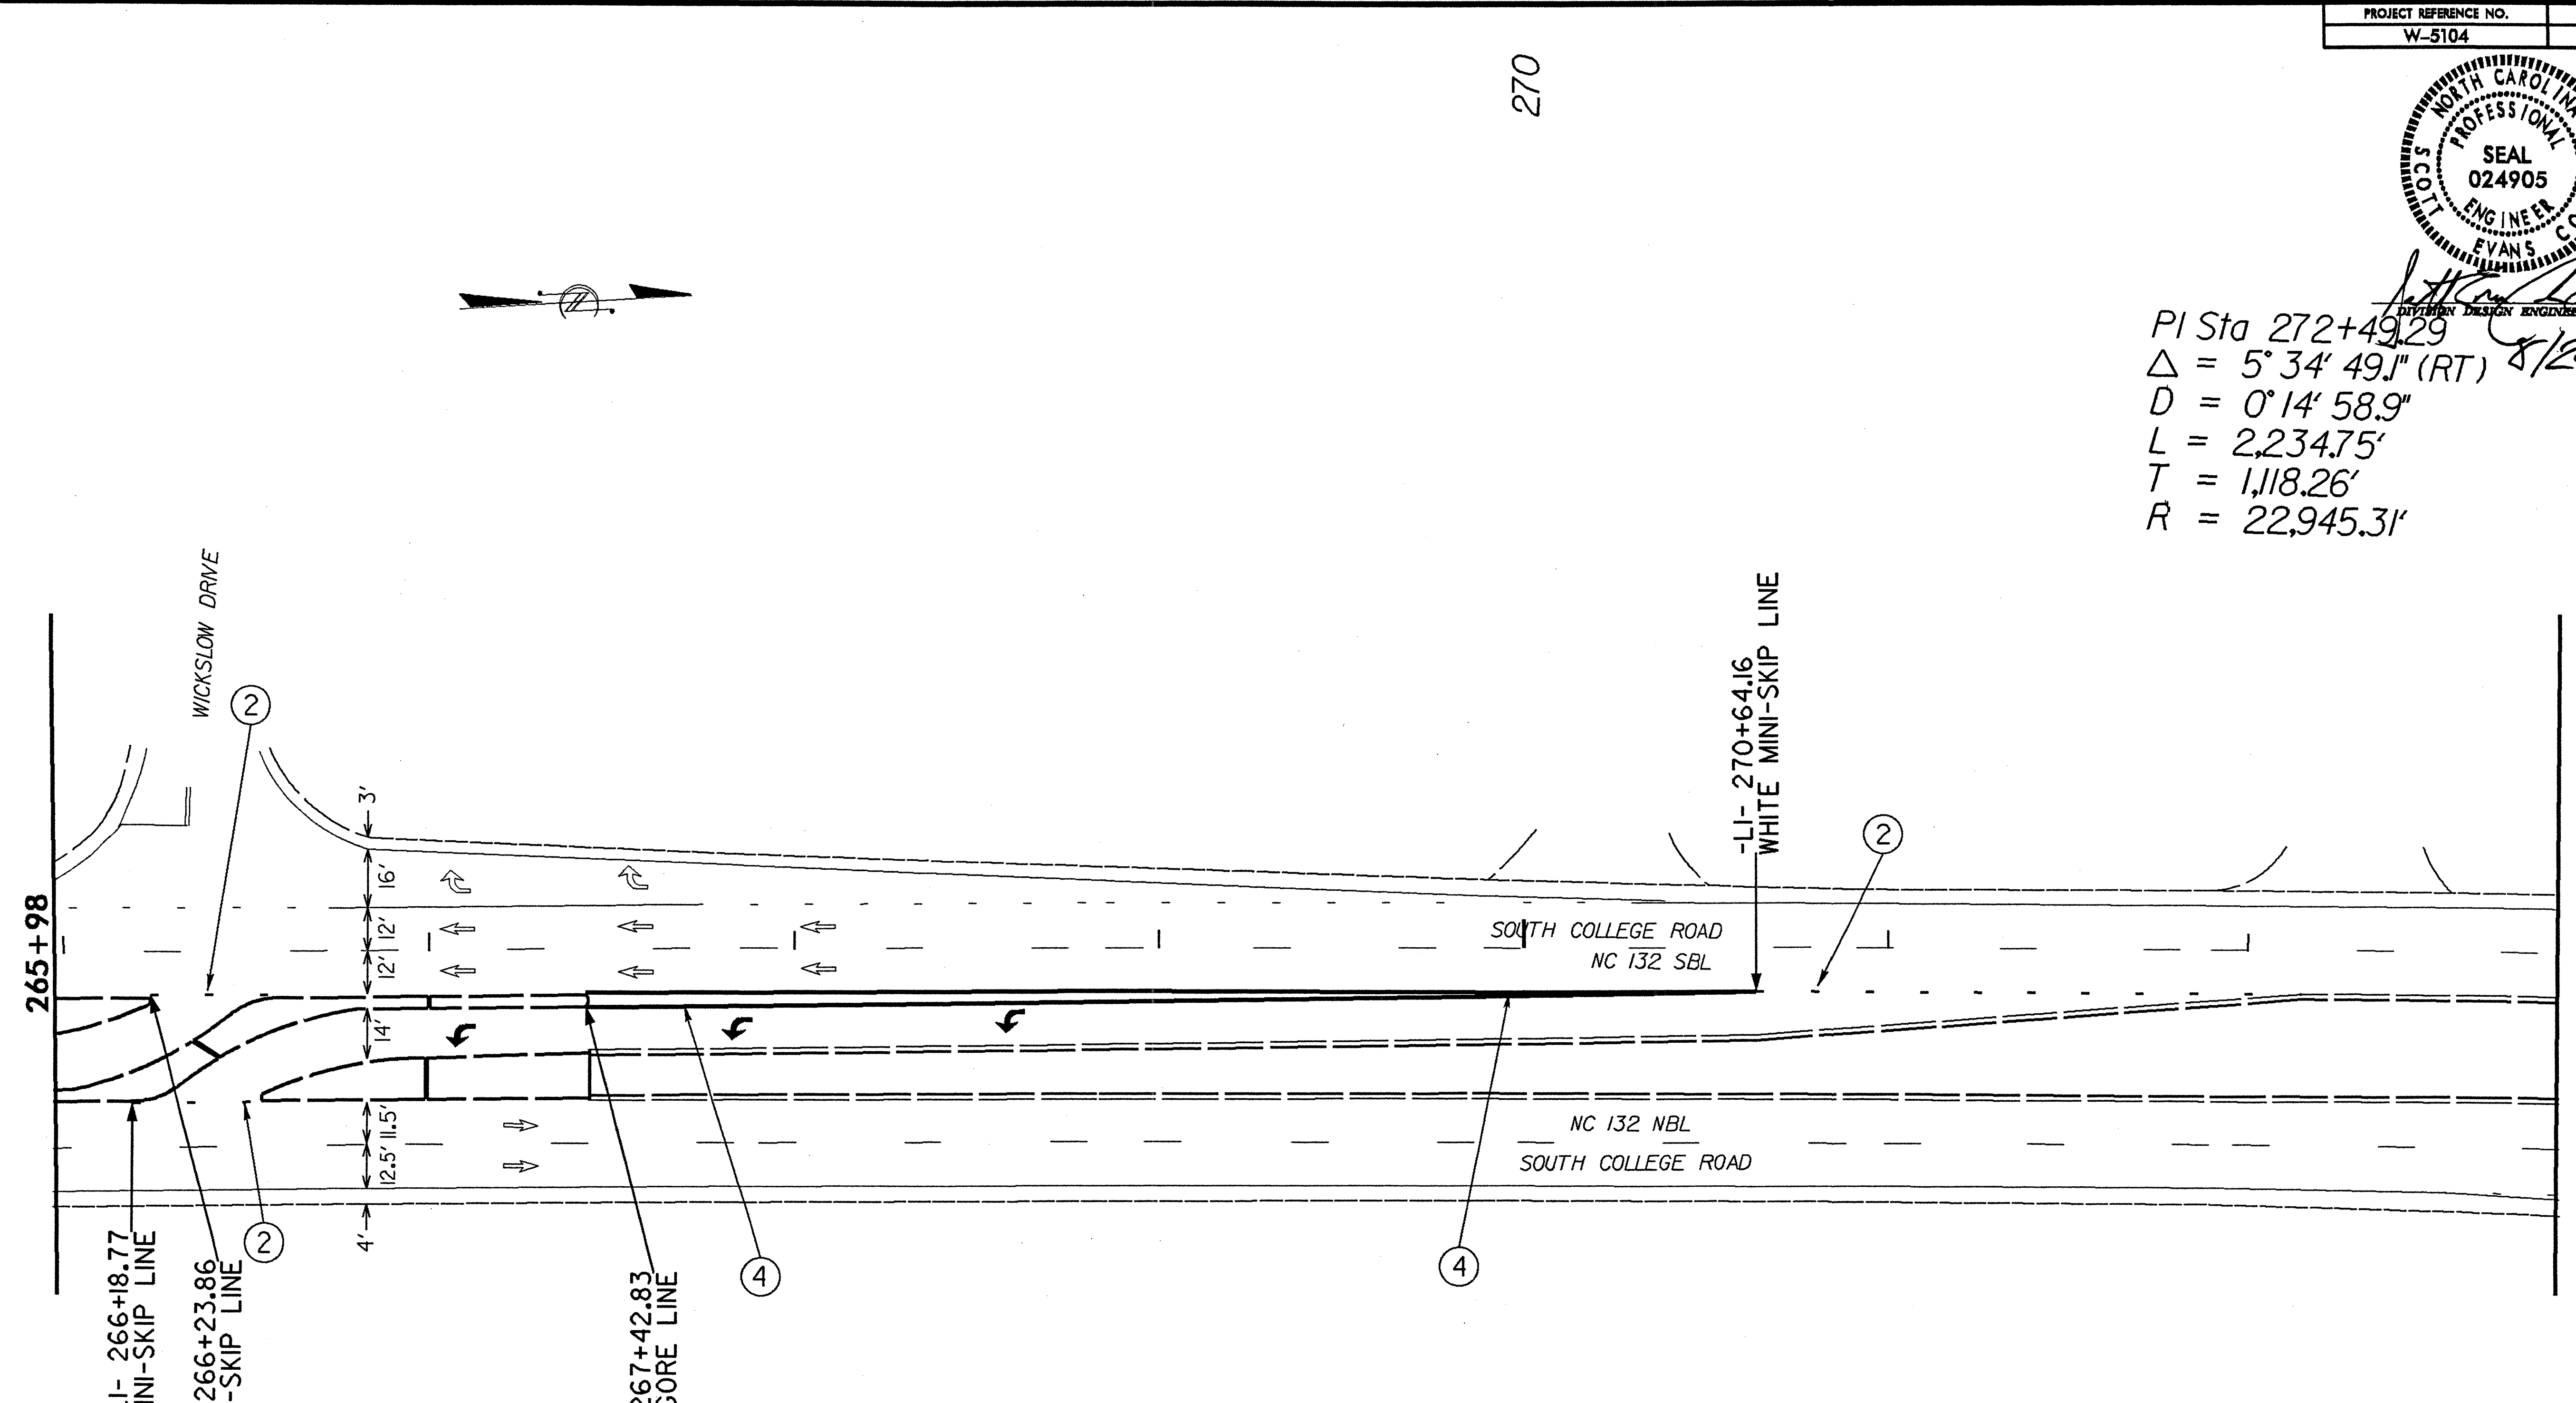 PROJECT REFERENCE NO.
W-5104
270
NORTH CAROLINA
PROFESSIONAL
SEAL
024905
ENGINEER
SCOTT
EVANS
DIVISION DESIGN
8/2
PI Sta 272+49.29
Δ = 5° 34' 49.1" (RT)
D = 0° 14' 58.9"
L = 2,234.75'
T = 1,118.26'
R = 22,945.31'
WICKSLOW DRIVE
2
3'
16'
12'
12'
14'
11.5'
12.5'
4'
265+98
-L1- 270+64.16
WHITE MINI-SKIP LINE
2
SOUTH COLLEGE ROAD
NC 132 SBL
NC 132 NBL
SOUTH COLLEGE ROAD
266+18.77
INI-SKIP LINE
266+23.86
-SKIP LINE
2
267+42.83
GORE LINE
4
4